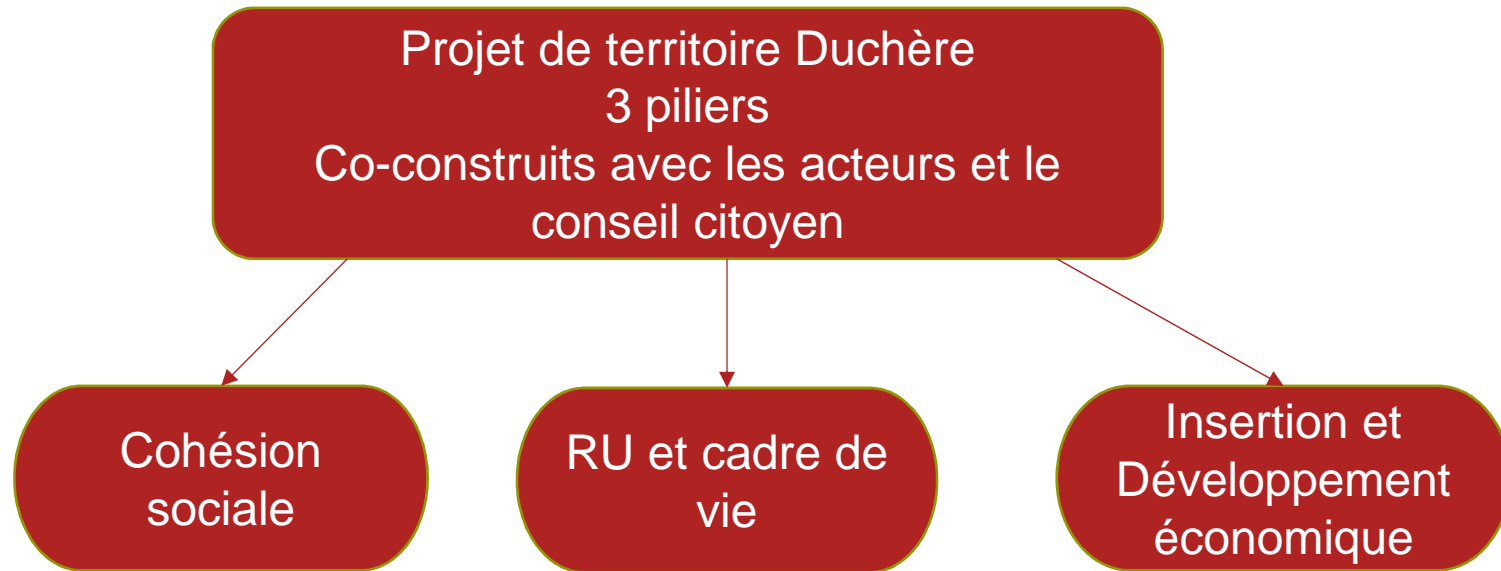 Projet de territoire Duchère
3 piliers
Co-construits avec les acteurs et le
conseil citoyen
Cohésion
sociale
RU et cadre de
vie
Insertion et
Développement
économique